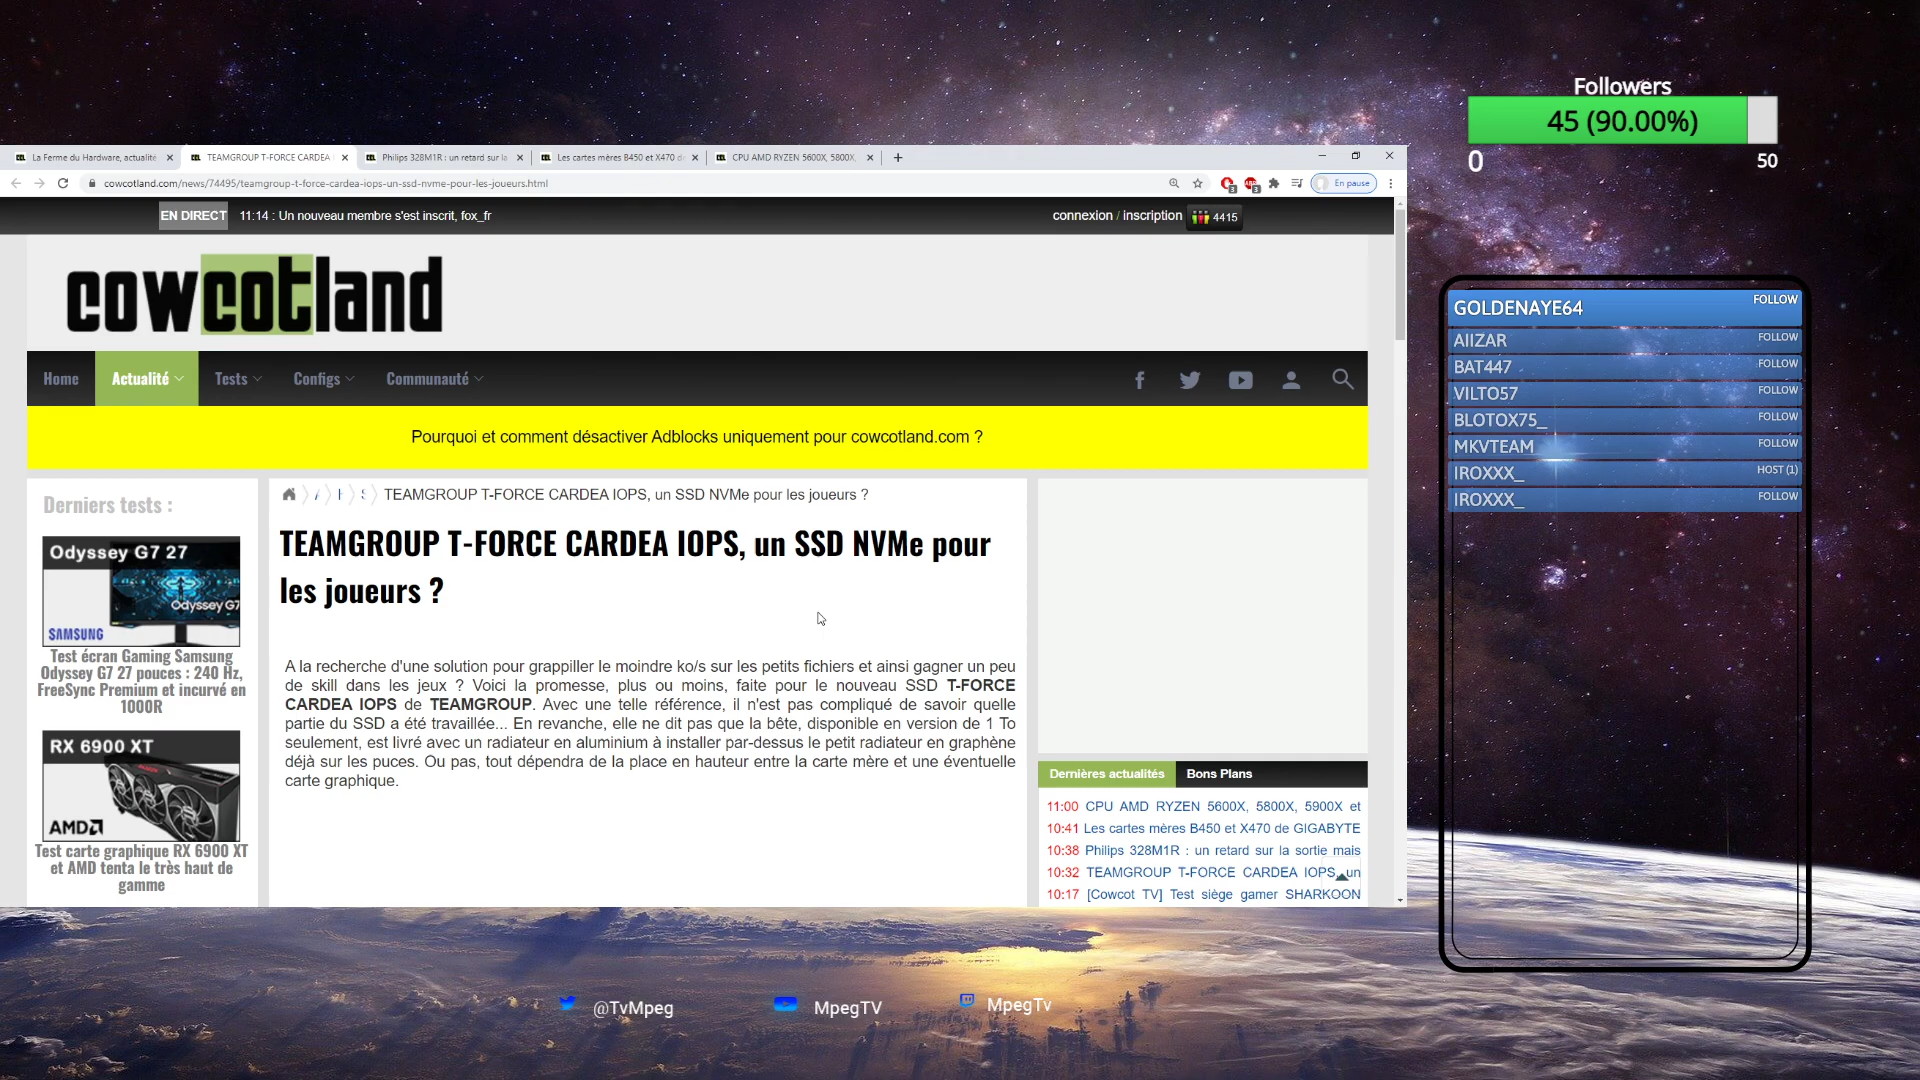 Followers
45 (90.00%)
0
50
La Ferme du Hardware, actualité
TEAMGROUP T-FORCE CARDEA
Philips 328M1R : un retard sur la
Les cartes mères B450 et X470 d
CPU AMD RYZEN 5600X, 5800X,
cowcotland.com/news/74495/teamgroup-t-force-cardea-iops-un-ssd-nvme-pour-les-joueurs.html
En pause
EN DIRECT 11:14 : Un nouveau membre s'est inscrit, fox_fr
connexion / inscription 4415
cowcotland
Home Actualité Tests Configs Communauté
Pourquoi et comment désactiver Adblocks uniquement pour cowcotland.com ?
Derniers tests :
Odyssey G7 27
Odyssey G7
SAMSUNG
Test écran Gaming Samsung
Odyssey G7 27 pouces : 240 Hz,
FreeSync Premium et incurvé en
1000R
RX 6900 XT
AMD
Test carte graphique RX 6900 XT
et AMD tenta le très haut de
gamme
TEAMGROUP T-FORCE CARDEA IOPS, un SSD NVMe pour les joueurs ?
TEAMGROUP T-FORCE CARDEA IOPS, un SSD NVMe pour
les joueurs ?
A la recherche d'une solution pour grappiller le moindre ko/s sur les petits fichiers et ainsi gagner un peu
de skill dans les jeux ? Voici la promesse, plus ou moins, faite pour le nouveau SSD T-FORCE
CARDEA IOPS de TEAMGROUP. Avec une telle référence, il n'est pas compliqué de savoir quelle
partie du SSD a été travaillée... En revanche, elle ne dit pas que la bête, disponible en version de 1 To
seulement, est livré avec un radiateur en aluminium à installer par-dessus le petit radiateur en graphène
déjà sur les puces. Ou pas, tout dépendra de la place en hauteur entre la carte mère et une éventuelle
carte graphique.
Dernières actualités Bons Plans
11:00 CPU AMD RYZEN 5600X, 5800X, 5900X et
10:41 Les cartes mères B450 et X470 de GIGABYTE
10:38 Philips 328M1R : un retard sur la sortie mais
10:32 TEAMGROUP T-FORCE CARDEA IOPS, un
10:17 [Cowcot TV] Test siège gamer SHARKOON
GOLDENAYE64 FOLLOW
AIIZAR FOLLOW
BAT447 FOLLOW
VILTO57 FOLLOW
BLOTOX75_ FOLLOW
MKVTEAM FOLLOW
IROXXX_ HOST (1)
IROXXX_ FOLLOW
@TvMpeg
MpegTV
MpegTv